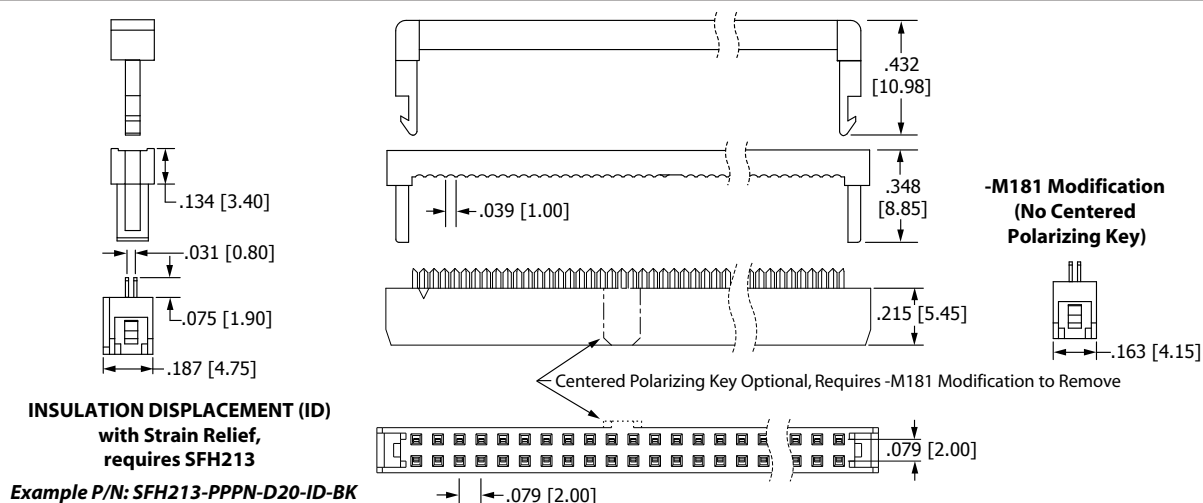 .432
[10.98]
.134 [3.40]
.039 [1.00]
.348
[8.85]
-M181 Modification
(No Centered
Polarizing Key)
.031 [0.80]
.075 [1.90]
.215 [5.45]
.187 [4.75]
.163 [4.15]
Centered Polarizing Key Optional, Requires -M181 Modification to Remove
INSULATION DISPLACEMENT (ID)
with Strain Relief,
requires SFH213
Example P/N: SFH213-PPPN-D20-ID-BK
.079 [2.00]
.079 [2.00]